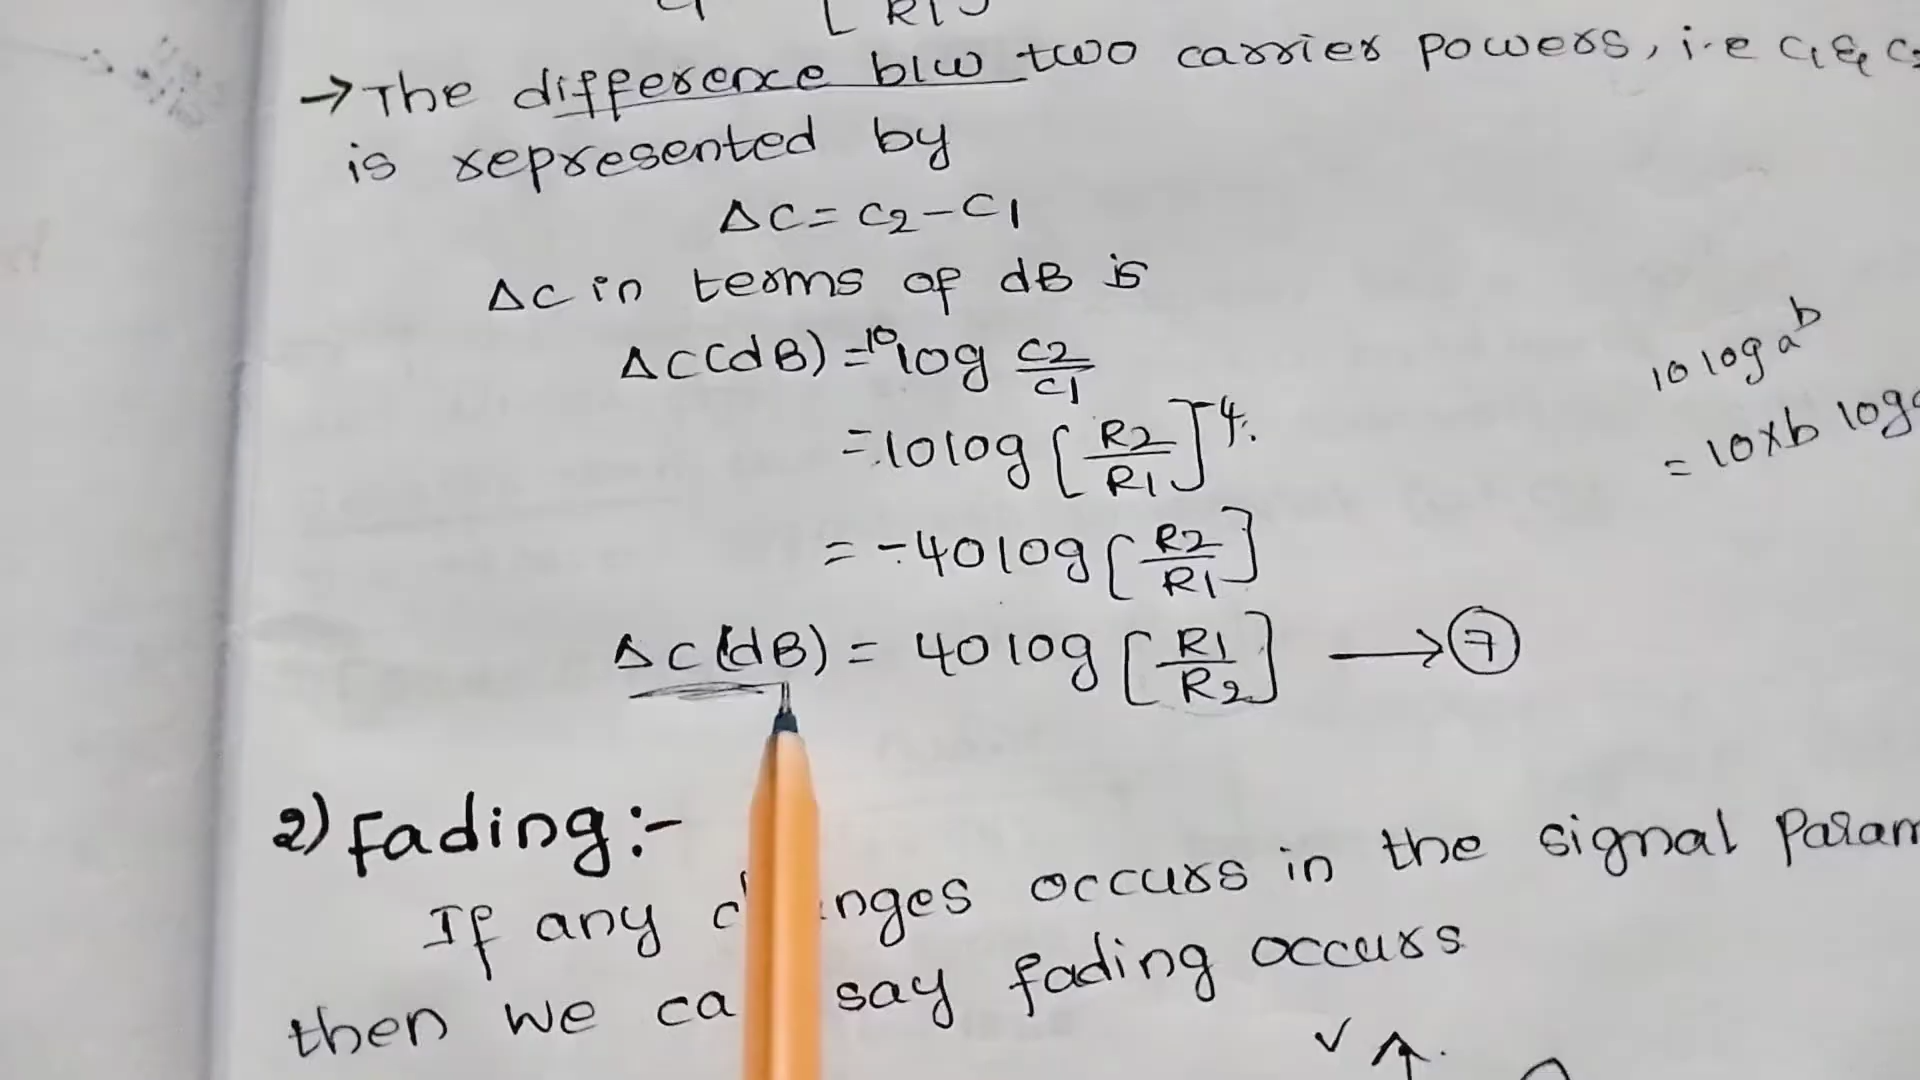 [R1]
→ The difference b/w two carrier powers, i.e C1 &
is represented by
ΔC = C2 - C1
ΔC in terms of dB is
ΔC(dB) = 10 log C2/C1
10 log a^b
= 10 log [R2/R1]^4.
= 10xb log
= -40 log [R2/R1]
ΔC(dB) = 40 log [R1/R2] → 7
2) Fading:-
If any occurs in the signal Param
then we say fading occurs